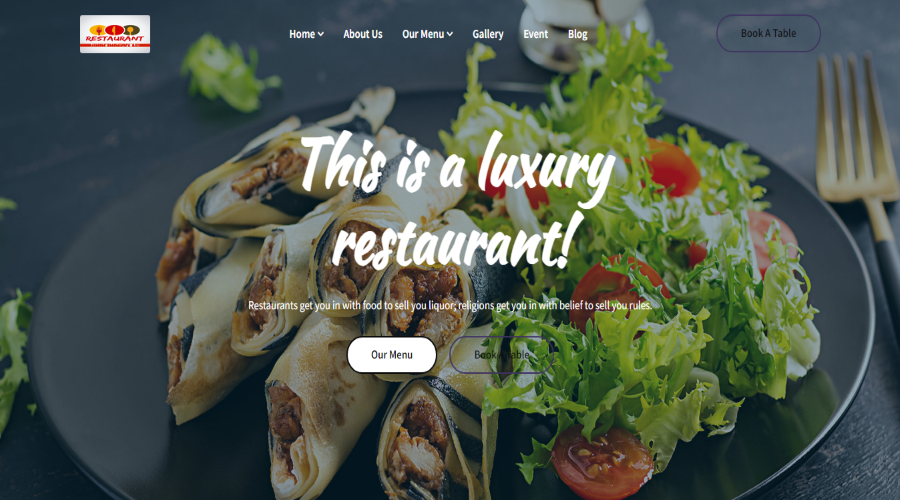 RESTAURANT
Home
About Us
Our Menu
Gallery
Event
Blog
Book A Table
This is a luxury
restaurant!
Restaurants get you in with food to sell you liquor; religions get you in with belief to sell you rules.
Our Menu
Book A Table